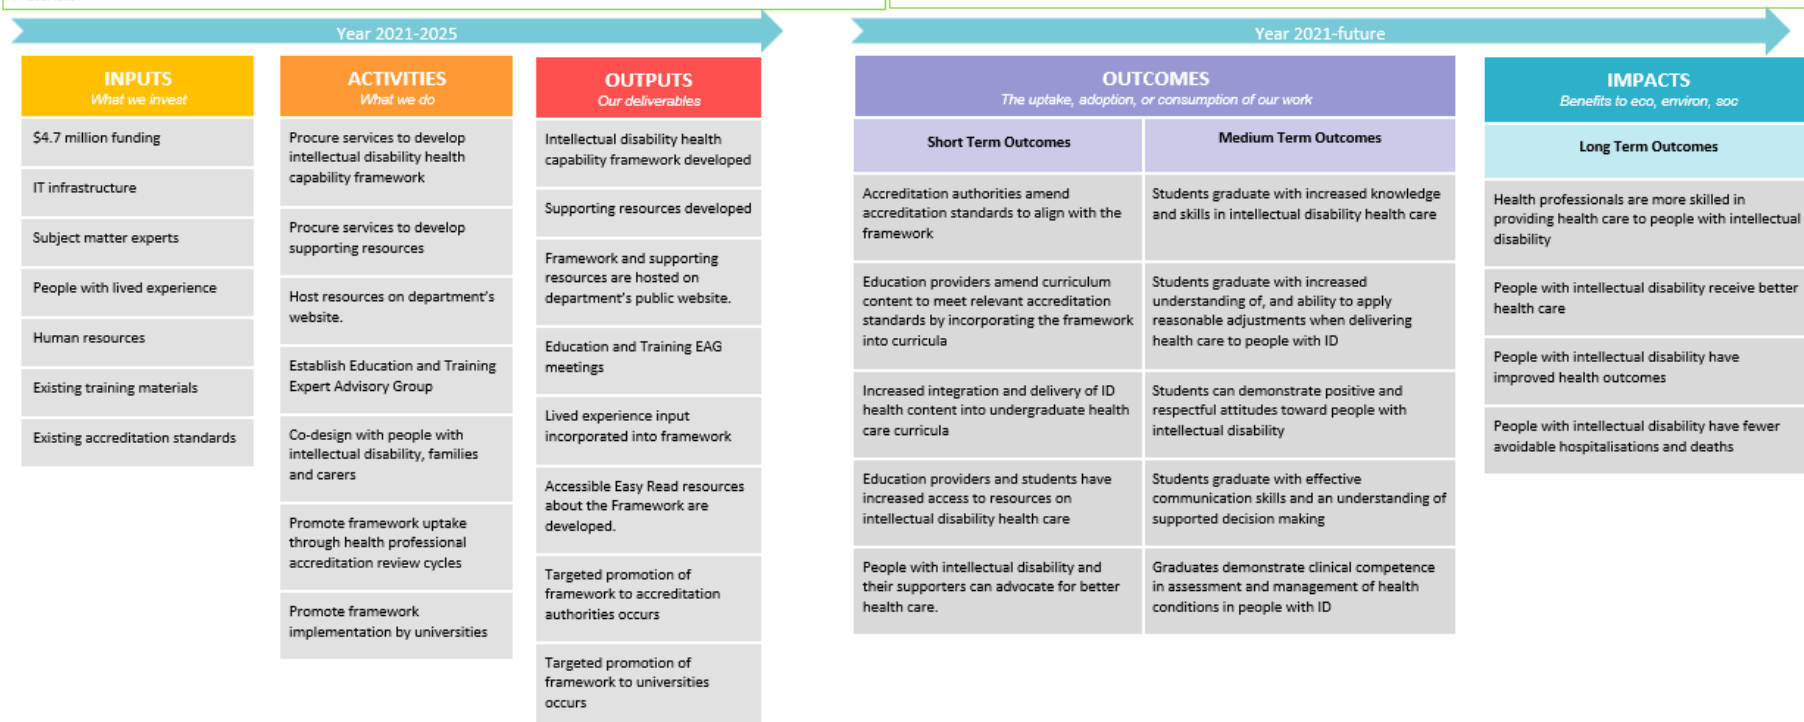 Year 2021-2025
Year 2021-future
INPUTS
What we invest
$4.7 million funding
IT infrastructure
Subject matter experts
People with lived experience
Human resources
Existing training materials
Existing accreditation standards
ACTIVITIES
What we do
Procure services to develop
intellectual disability health
capability framework
Procure services to develop
supporting resources
Host resources on department's
website.
Establish Education and Training
Expert Advisory Group
Co-design with people with
intellectual disability, families
and carers
Promote framework uptake
through health professional
accreditation review cycles
Promote framework
implementation by universities
OUTPUTS
Our deliverables
Intellectual disability health
capability framework developed
Supporting resources developed
Framework and supporting
resources are hosted on
department's public website.
Education and Training EAG
meetings
Lived experience input
incorporated into framework
Accessible Easy Read resources
about the Framework are
developed.
Targeted promotion of
framework to accreditation
authorities occurs
Targeted promotion of
framework to universities
occurs
OUTCOMES
The uptake, adoption, or consumption of our work
Short Term Outcomes
Accreditation authorities amend
accreditation standards to align with the
framework
Education providers amend curriculum
content to meet relevant accreditation
standards by incorporating the framework
into curricula
Increased integration and delivery of ID
health content into undergraduate health
care curricula
Education providers and students have
increased access to resources on
intellectual disability health care
People with intellectual disability and
their supporters can advocate for better
health care.
Medium Term Outcomes
Students graduate with increased knowledge
and skills in intellectual disability health care
Students graduate with increased
understanding of, and ability to apply
reasonable adjustments when delivering
health care to people with ID
Students can demonstrate positive and
respectful attitudes toward people with
intellectual disability
Students graduate with effective
communication skills and an understanding of
supported decision making
Graduates demonstrate clinical competence
in assessment and management of health
conditions in people with ID
IMPACTS
Benefits to eco, environ, soc
Long Term Outcomes
Health professionals are more skilled in
providing health care to people with intellectual
disability
People with intellectual disability receive better
health care
People with intellectual disability have
improved health outcomes
People with intellectual disability have fewer
avoidable hospitalisations and deaths